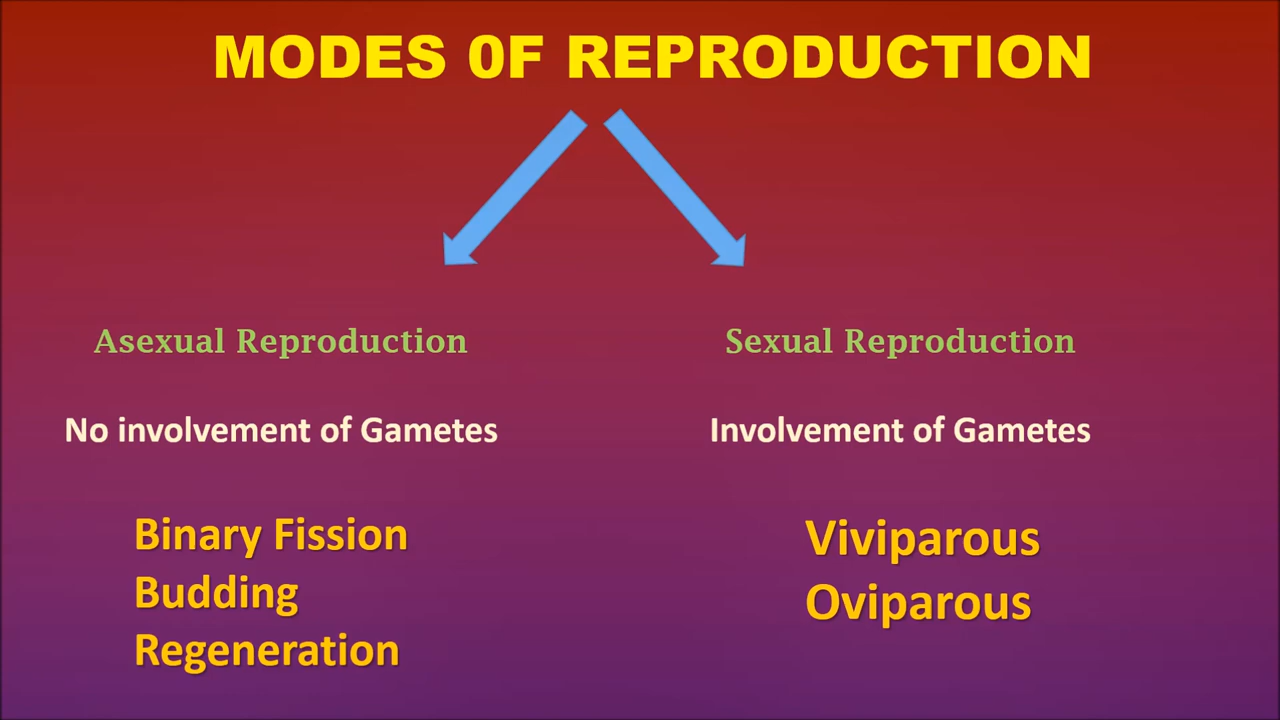 MODES 0F REPRODUCTION
Asexual Reproduction
No involvement of Gametes
Binary Fission
Budding
Regeneration
Sexual Reproduction
Involvement of Gametes
Viviparous
Oviparous